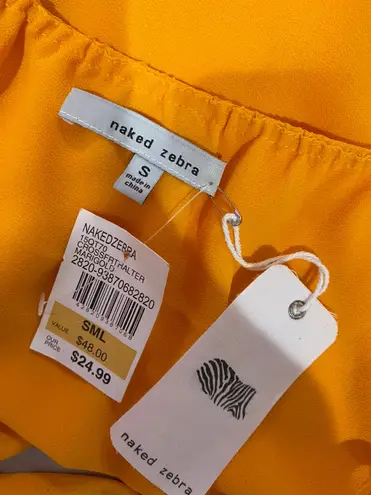 naked zebra
S
made in
china
NAKEDZEBRA
CROSSFRTHALTER
MARIGOLD
2820-93870682820
SML
VALUE
$48.00
OUR
PRICE
$24.99
naked zebra